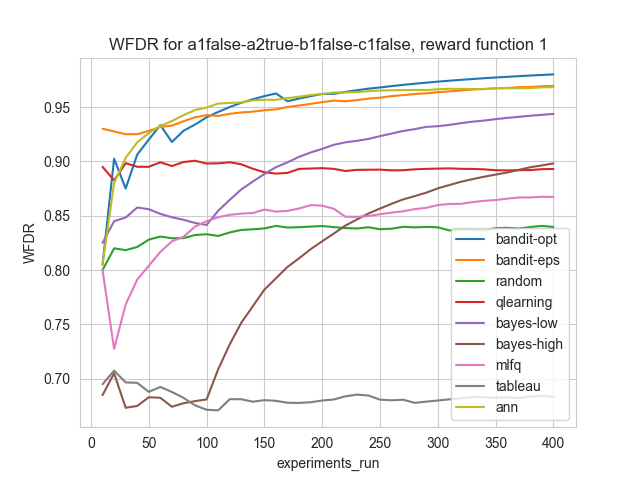 WFDR for a1false-a2true-b1false-c1false, reward function 1
WFDR
0.95
0.90
0.85
0.80
0.75
0.70
0 50 100 150 200 250 300 350 400
experiments_run
bandit-opt
bandit-eps
random
qlearning
bayes-low
bayes-high
mlfq
tableau
ann